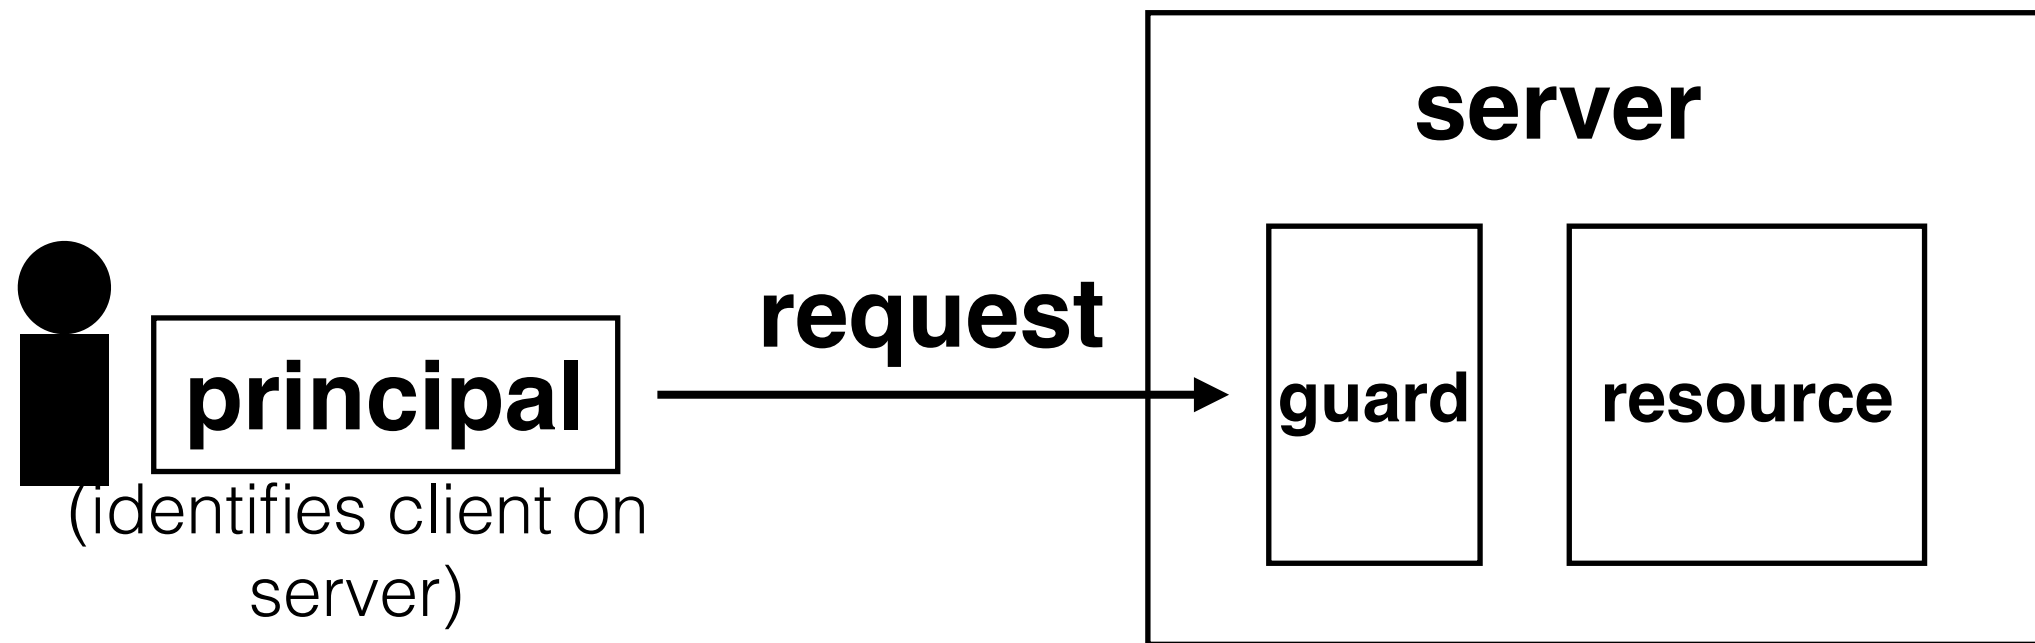 server
request
principal
guard
resource
(identifies client on
server)